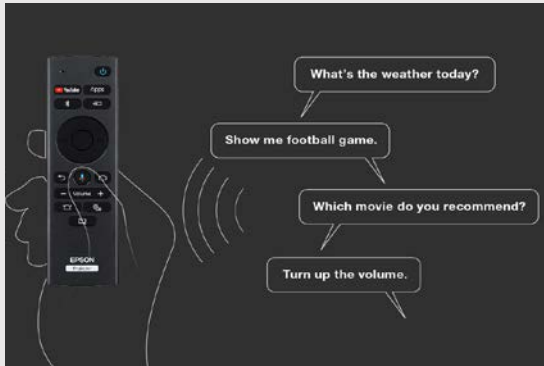 What's the weather today?
YouTube
Apps
Show me football game.
Volume
Which movie do you recommend?
EPSON
Turn up the volume.